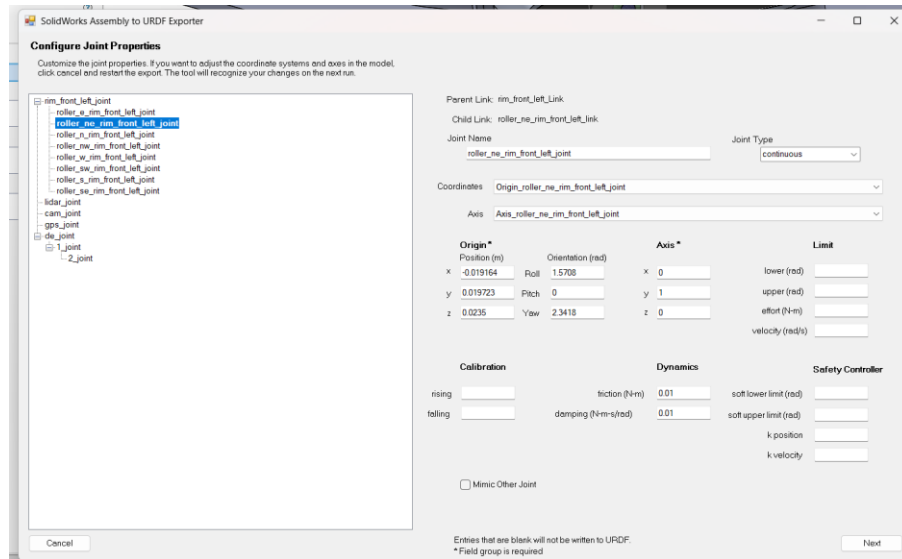 SolidWorks Assembly to URDF Exporter
Configure Joint Properties
Customize the joint properties. If you want to adjust the coordinate systems and axes in the model,
click cancel and restart the export. The tool will recognize your changes on the next run.
rim_front_left_joint
roller_e_rim_front_left_joint
roller_ne_rim_front_left_joint
roller_n_rim_front_left_joint
roller_nw_rim_front_left_joint
roller_w_rim_front_left_joint
roller_sw_rim_front_left_joint
roller_s_rim_front_left_joint
roller_se_rim_front_left_joint
lidar_joint
cam_joint
gps_joint
de_joint
1_joint
2_joint
Parent Link: rim_front_left_Link
Child Link: roller_ne_rim_front_left_link
Joint Name
Joint Type
roller_ne_rim_front_left_joint
continuous
Coordinates Origin_roller_ne_rim_front_left_joint
Axis Axis_roller_ne_rim_front_left_joint
Origin* Axis* Limit
Position (m) Orientation (rad)
x -0.019164 Roll 1.5708 x 0 lower (rad)
y 0.019723 Pitch 0 y 1 upper (rad)
z 0.0235 Yaw 2.3418 z 0 effort (N-m)
velocity (rad/s)
Calibration Dynamics Safety Controller
rising friction (N-m) 0.01 soft lower limit (rad)
falling damping (N-m-s/rad) 0.01 soft upper limit (rad)
k position
k velocity
Mimic Other Joint
Entries that are blank will not be written to URDF.
* Field group is required
Cancel Next